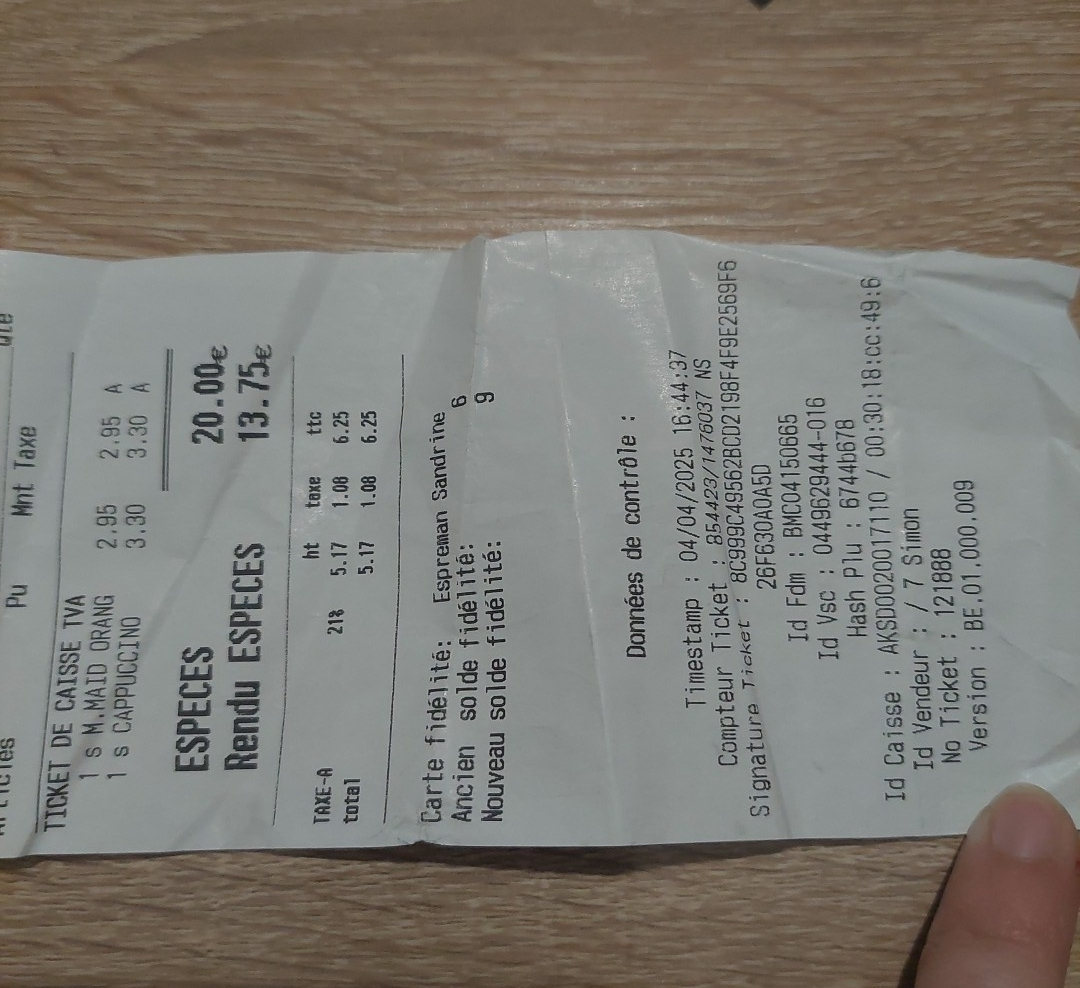 Articles Pu Mnt Taxe Qte
TICKET DE CAISSE TVA
1 s M.MAID ORANG 2.95 2.95 A
1 s CAPPUCCINO 3.30 3.30 A
ESPECES 20.00€
Rendu ESPECES 13.75€
ht taxe ttc
TAXE-A 21% 5.17 1.08 6.25
total 5.17 1.08 6.25
Carte fidélité: Espreman Sandrine
Ancien solde fidélité: 6
Nouveau solde fidélité: 9
Données de contrôle :
Timestamp : 04/04/2025 16:44:37
Compteur Ticket : 854423/1476037 NS
Signature Ticket : 8C999C49562BCD2198F4F9E2569F6
26F630A0A5D
Id Fdm : BMC04150665
Id Vsc : 0449629444-016
Hash Plu : 6744b678
Id Caisse : AKSD0020017110 / 00:30:18:cc:49:6
Id Vendeur : / 7 Simon
No Ticket : 121888
Version : BE.01.000.009